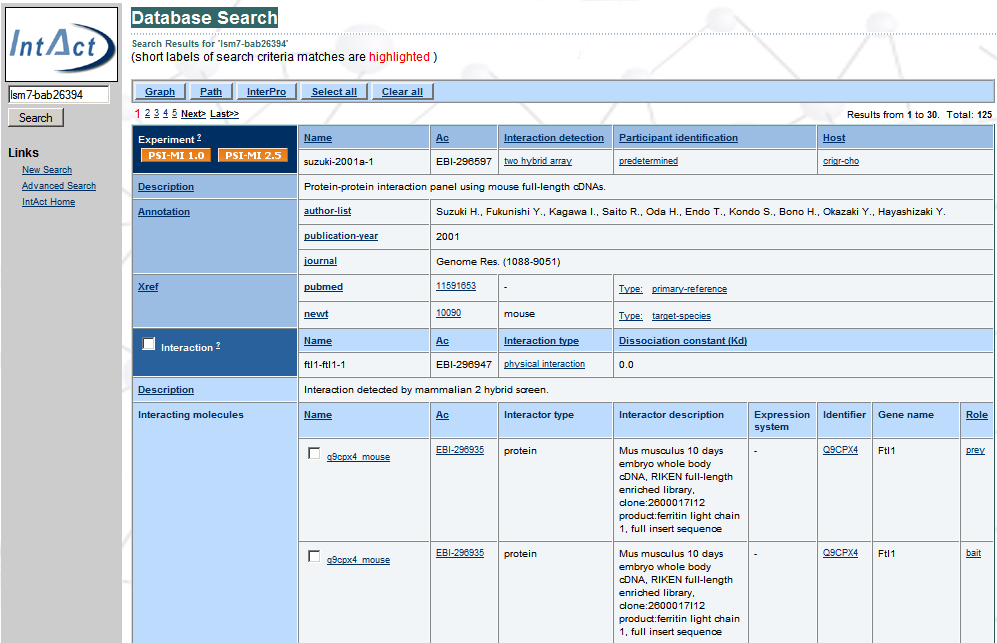 IntAct
lsm7-bab26394
Search
Links
New Search
Advanced Search
IntAct Home
Database Search
Search Results for 'lsm7-bab26394'
(short labels of search criteria matches are highlighted )
Graph Path InterPro Select all Clear all
1 2 3 4 5 Next> Last>> Results from 1 to 30. Total: 125
Experiment ? Name Ac Interaction detection Participant identification Host
PSI-MI 1.0 PSI-MI 2.5 suzuki-2001a-1 EBI-296597 two hybrid array predetermined crigr-cho
Description Protein-protein interaction panel using mouse full-length cDNAs.
Annotation author-list Suzuki H., Fukunishi Y., Kagawa I., Saito R., Oda H., Endo T., Kondo S., Bono H., Okazaki Y., Hayashizaki Y.
publication-year 2001
journal Genome Res. (1088-9051)
Xref pubmed 11591653 - Type: primary-reference
newt 10090 mouse Type: target-species
Interaction ? Name Ac Interaction type Dissociation constant (Kd)
ftl1-ftl1-1 EBI-296947 physical interaction 0.0
Description Interaction detected by mammalian 2 hybrid screen.
Interacting molecules Name Ac Interactor type Interactor description Expression system Identifier Gene name Role
q9cpx4_mouse EBI-296935 protein Mus musculus 10 days - Q9CPX4 Ftl1 prey
embryo whole body
cDNA, RIKEN full-length
enriched library,
clone:2600017I12
product:ferritin light chain
1, full insert sequence
q9cpx4_mouse EBI-296935 protein Mus musculus 10 days - Q9CPX4 Ftl1 bait
embryo whole body
cDNA, RIKEN full-length
enriched library,
clone:2600017I12
product:ferritin light chain
1, full insert sequence